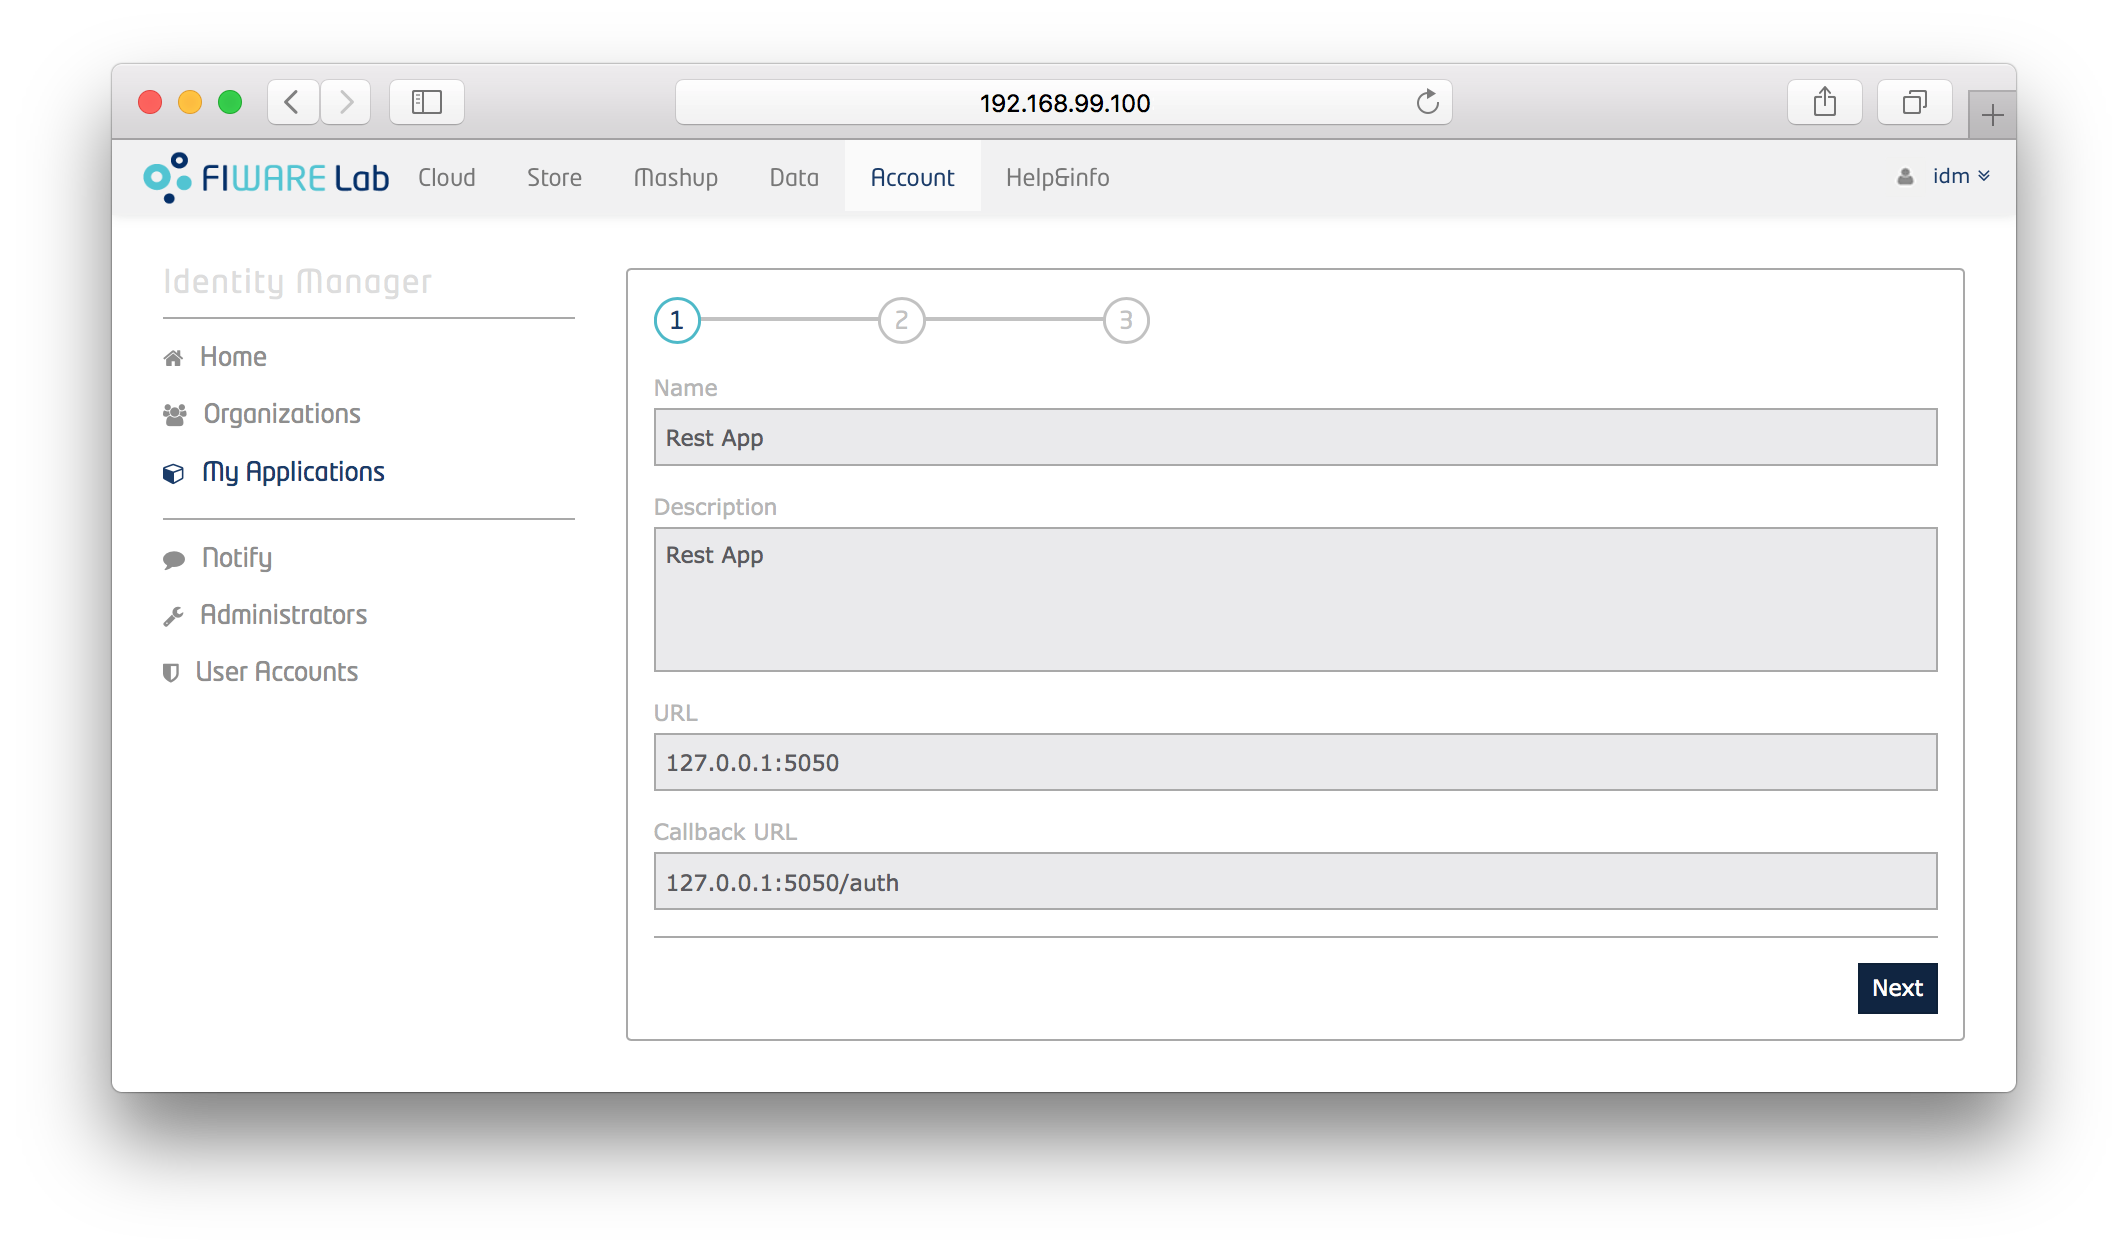 192.168.99.100
FIWARE Lab Cloud Store Mashup Data Account Help&info idm
Identity Manager
Home
Organizations
My Applications
Notify
Administrators
User Accounts
1 2 3
Name
Rest App
Description
Rest App
URL
127.0.0.1:5050
Callback URL
127.0.0.1:5050/auth
Next